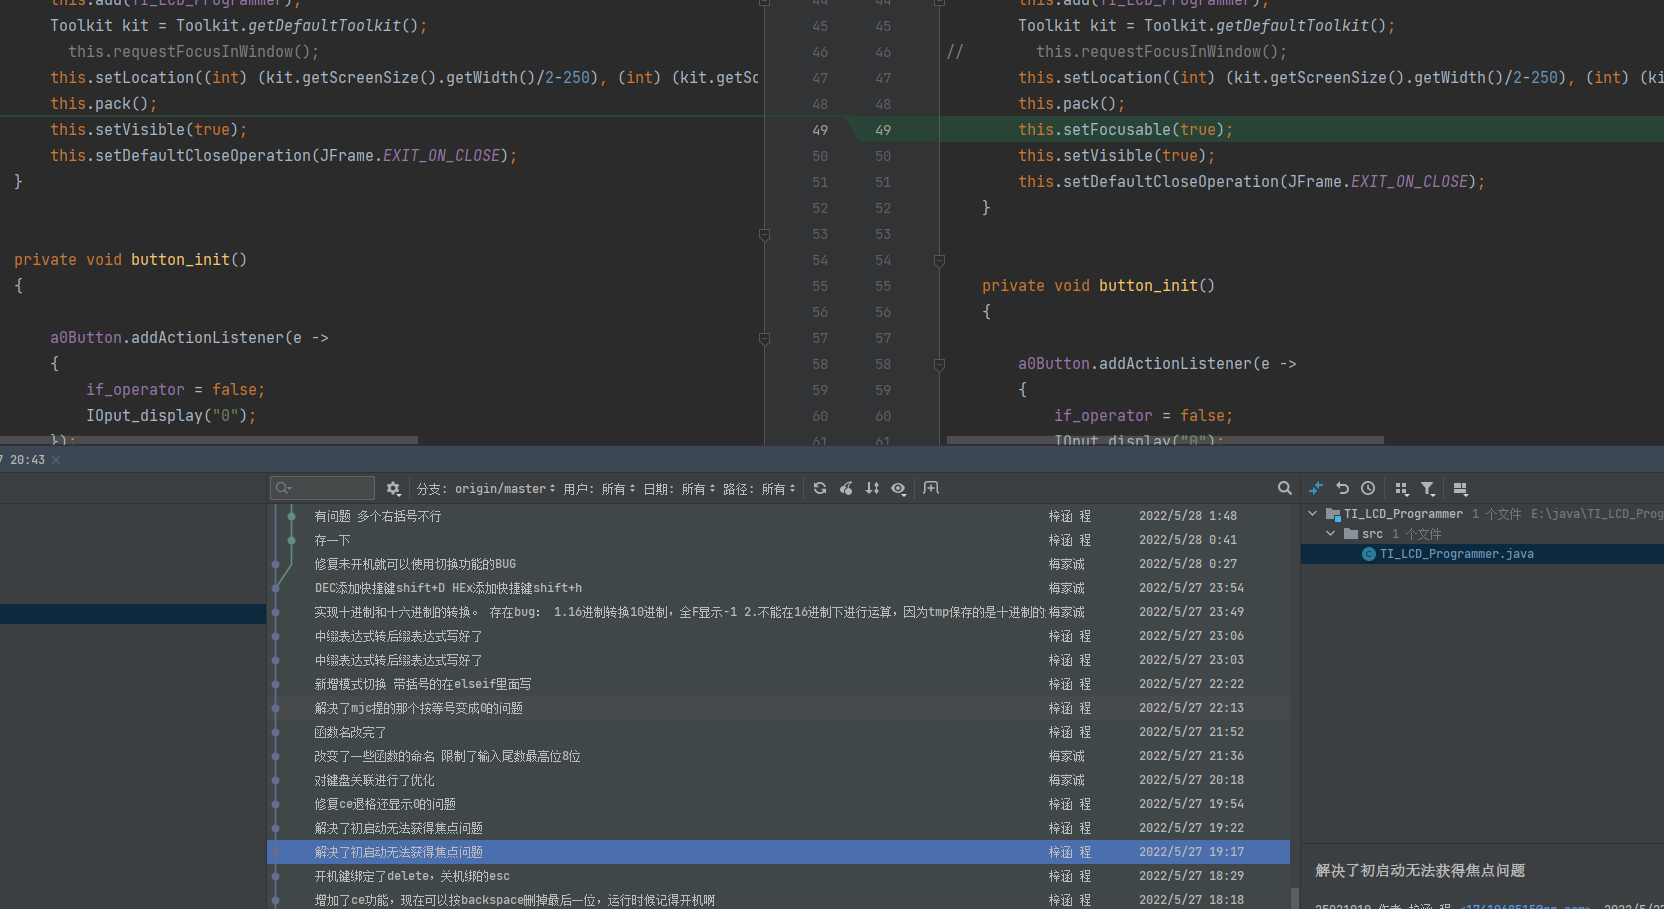 this.add(TI_LCD_Programmer);
Toolkit kit = Toolkit.getDefaultToolkit();
this.requestFocusInWindow();
this.setLocation((int) (kit.getScreenSize().getWidth()/2-250), (int) (kit.getSc
this.pack();
this.setVisible(true);
this.setDefaultCloseOperation(JFrame.EXIT_ON_CLOSE);
}
private void button_init()
{
a0Button.addActionListener(e ->
{
if_operator = false;
IOput_display("0");
});
44 44
45 45
46 46
47 47
48 48
49 49
50 50
51 51
52 52
53 53
54 54
55 55
56 56
57 57
58 58
59 59
60 60
61 61
this.add(TI_LCD_Programmer);
Toolkit kit = Toolkit.getDefaultToolkit();
// this.requestFocusInWindow();
this.setLocation((int) (kit.getScreenSize().getWidth()/2-250), (int) (ki
this.pack();
this.setFocusable(true);
this.setVisible(true);
this.setDefaultCloseOperation(JFrame.EXIT_ON_CLOSE);
}
private void button_init()
{
a0Button.addActionListener(e ->
{
if_operator = false;
IOput_display("0");
7 20:43 ×
分支: origin/master 用户: 所有 日期: 所有 路径: 所有
有问题 多个右括号不行 梓涵 程 2022/5/28 1:48
存一下 梓涵 程 2022/5/28 0:41
修复未开机就可以使用切换功能的BUG 梅家诚 2022/5/28 0:27
DEC添加快捷键shift+D HEx添加快捷键shift+h 梅家诚 2022/5/27 23:54
实现十进制和十六进制的转换。 存在bug: 1.16进制转换10进制，全F显示-1 2.不能在16进制下进行运算，因为tmp保存的是十进制的 梅家诚 2022/5/27 23:49
中缀表达式转后缀表达式写好了 梓涵 程 2022/5/27 23:06
中缀表达式转后缀表达式写好了 梓涵 程 2022/5/27 23:03
新增模式切换 带括号的在elseif里面写 梓涵 程 2022/5/27 22:22
解决了mjc提的那个按等号变成0的问题 梓涵 程 2022/5/27 22:13
函数名改完了 梓涵 程 2022/5/27 21:52
改变了一些函数的命名 限制了输入尾数最高位8位 梅家诚 2022/5/27 21:36
对键盘关联进行了优化 梅家诚 2022/5/27 20:18
修复ce退格还显示0的问题 梓涵 程 2022/5/27 19:54
解决了初启动无法获得焦点问题 梓涵 程 2022/5/27 19:22
解决了初启动无法获得焦点问题 梓涵 程 2022/5/27 19:17
开机键绑定了delete，关机绑的esc 梓涵 程 2022/5/27 18:29
增加了ce功能，现在可以按backspace删掉最后一位，运行时候记得开机啊 梓涵 程 2022/5/27 18:18
TI_LCD_Programmer 1 个文件 E:\java\TI_LCD_Prog
src 1 个文件
TI_LCD_Programmer.java
解决了初启动无法获得焦点问题